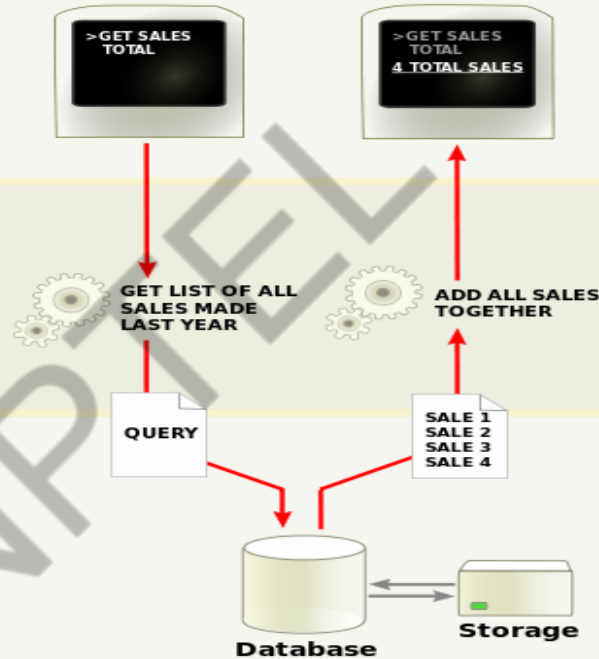 >GET SALES
TOTAL
>GET SALES
TOTAL
4 TOTAL SALES
GET LIST OF ALL
SALES MADE
LAST YEAR
ADD ALL SALES
TOGETHER
QUERY
SALE 1
SALE 2
SALE 3
SALE 4
Database
Storage
NPTEL